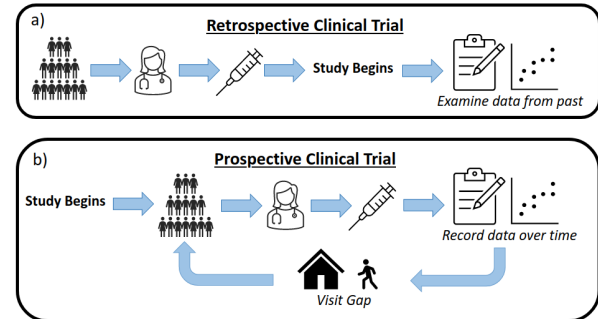 a)
Retrospective Clinical Trial
Study Begins
Examine data from past
b)
Prospective Clinical Trial
Study Begins
Record data over time
Visit Gap